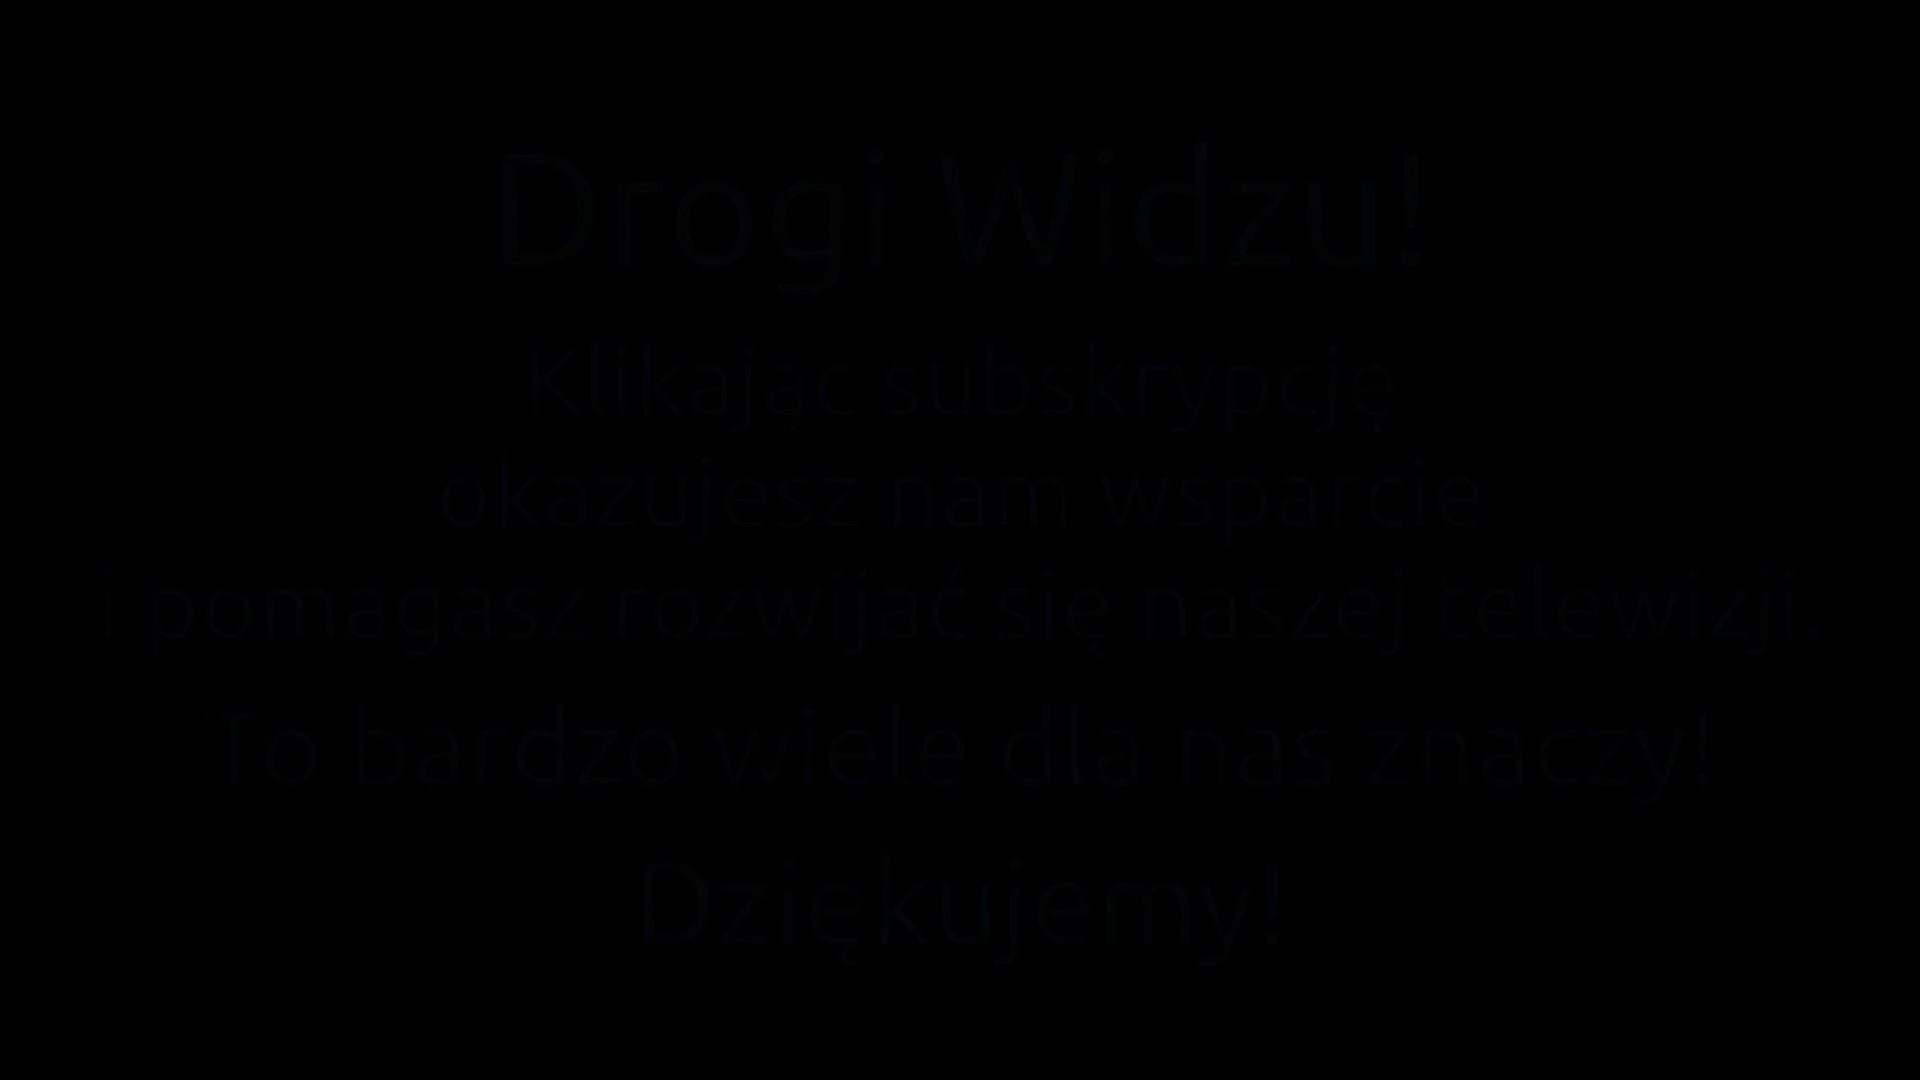 Drogi Widzu!
Klikając subskrypcję
okazujesz nam wsparcie
i pomagasz rozwijać się naszej telewizji.
To bardzo wiele dla nas znaczy!
Dziękujemy!